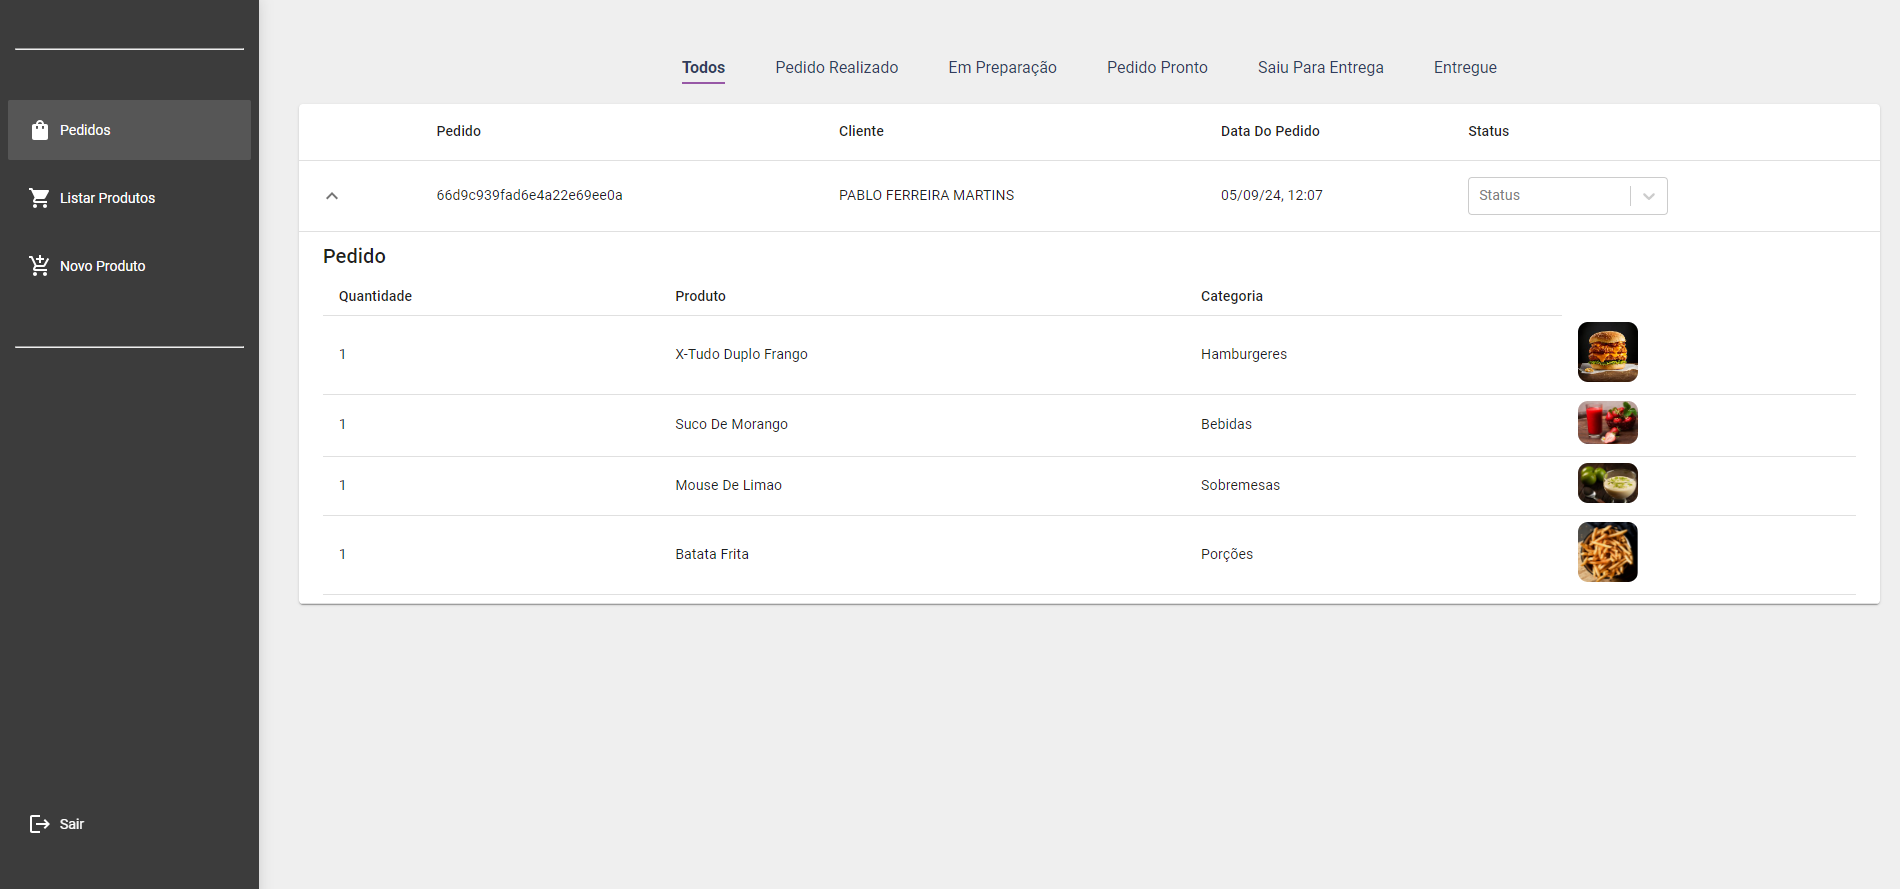 Pedidos
Listar Produtos
Novo Produto
Sair
Todos Pedido Realizado Em Preparação Pedido Pronto Saiu Para Entrega Entregue
Pedido Cliente Data Do Pedido Status
66d9c939fad6e4a22e69ee0a PABLO FERREIRA MARTINS 05/09/24, 12:07 Status
Pedido
Quantidade Produto Categoria
1 X-Tudo Duplo Frango Hamburgeres
1 Suco De Morango Bebidas
1 Mouse De Limao Sobremesas
1 Batata Frita Porções